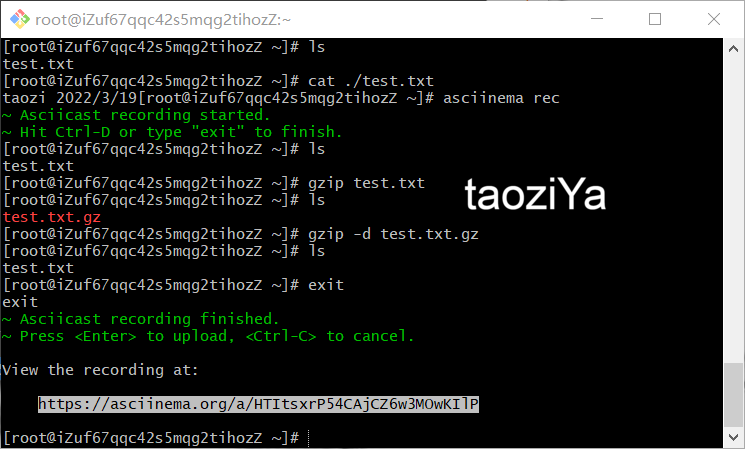 root@iZuf67qqc42s5mqg2tihozZ:~
[root@iZuf67qqc42s5mqg2tihozZ ~]# ls
test.txt
[root@iZuf67qqc42s5mqg2tihozZ ~]# cat ./test.txt
taozi 2022/3/19[root@iZuf67qqc42s5mqg2tihozZ ~]# asciinema rec
~ Asciicast recording started.
~ Hit Ctrl-D or type "exit" to finish.
[root@iZuf67qqc42s5mqg2tihozZ ~]# ls
test.txt
[root@iZuf67qqc42s5mqg2tihozZ ~]# gzip test.txt
taoziYa
[root@iZuf67qqc42s5mqg2tihozZ ~]# ls
test.txt.gz
[root@iZuf67qqc42s5mqg2tihozZ ~]# gzip -d test.txt.gz
[root@iZuf67qqc42s5mqg2tihozZ ~]# ls
test.txt
[root@iZuf67qqc42s5mqg2tihozZ ~]# exit
exit
~ Asciicast recording finished.
~ Press <Enter> to upload, <Ctrl-C> to cancel.
View the recording at:
https://asciinema.org/a/HTItsxrP54CAjCZ6w3MOwKIlP
[root@iZuf67qqc42s5mqg2tihozZ ~]#